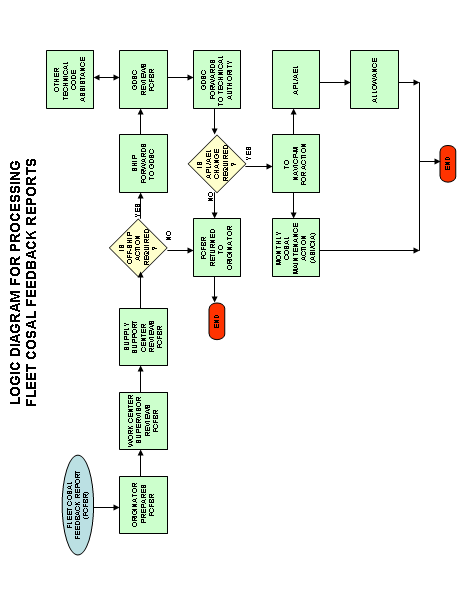 LOGIC DIAGRAM FOR PROCESSING
FLEET COSAL FEEDBACK REPORTS
FLEET COSAL
FEEDBACK REPORT
(FCFBR)
ORIGINATOR
PREPARES
FCFBR
WORK CENTER
SUPERVISOR
REVIEWS
FCFBR
SUPPLY
SUPPORT
CENTER
REVIEWS
FCFBR
IS
OFF-SHIP
ACTION
REQUIRED
?
YES
NO
SHIP
FORWARDS
TO GDSC
GDSC
REVIEWS
FCFBR
OTHER
TECHNICAL
CODE
ASSISTANCE
GDSC
FORWARDS
TO TECHNICAL
AUTHORITY
IS
APL/AEL
CHANGE
REQUIRED
?
YES
NO
FCFBR
RETURNED
TO
ORIGINATOR
END
TO
NAVICP-M
FOR ACTION
APL/AEL
ALLOWANCE
MONTHLY
COSAL
MAINTENANCE
ACTION
(ASI/CIA)
END